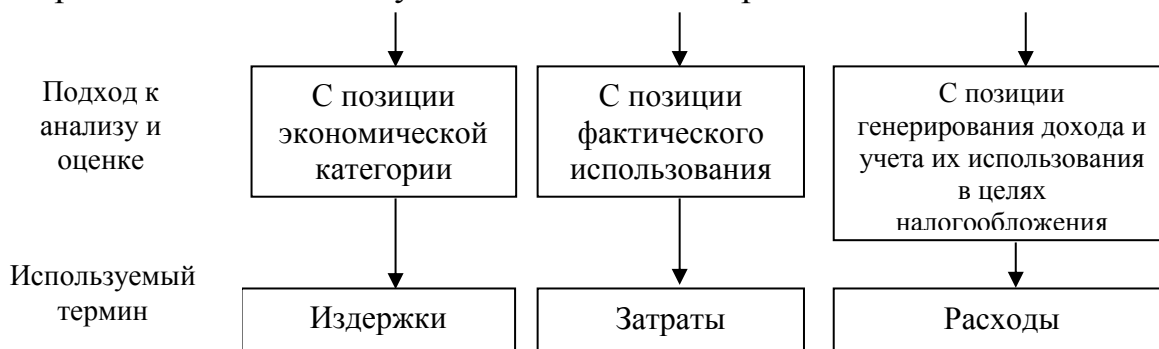 Подход к
анализу и
оценке
С позиции
экономической
категории
С позиции
фактического
использования
С позиции
генерирования дохода и
учета их использования
в целях
налогообложения
Используемый
термин
Издержки
Затраты
Расходы